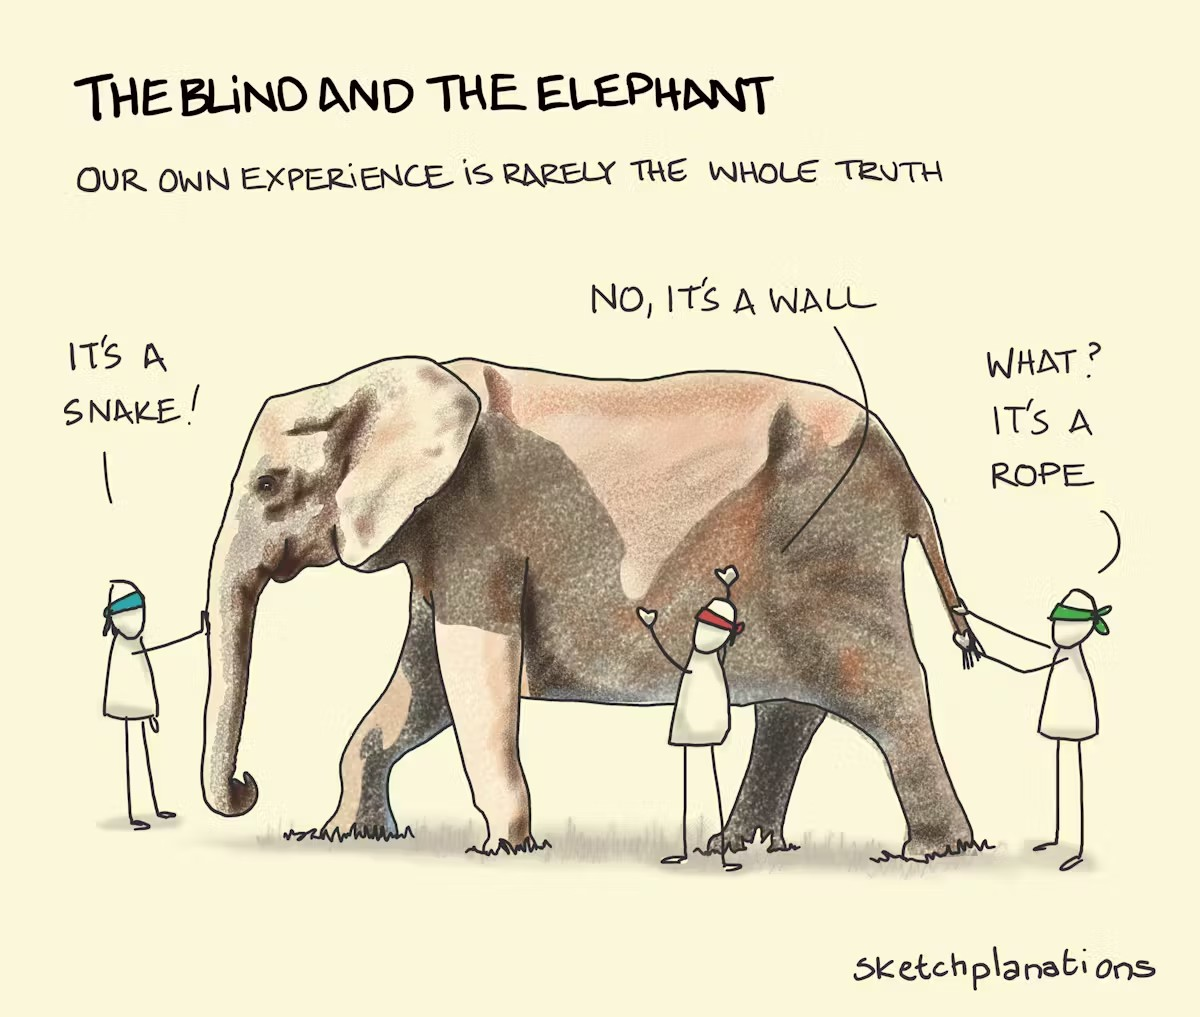 THE BLiND AND THE ELEPHANT
OUR OWN EXPERiENCE iS RARELY THE WHOLE TRUTH
NO, IT'S A WALL
IT'S A
SNAKE!
WHAT?
IT'S A
ROPE
sketchplanations